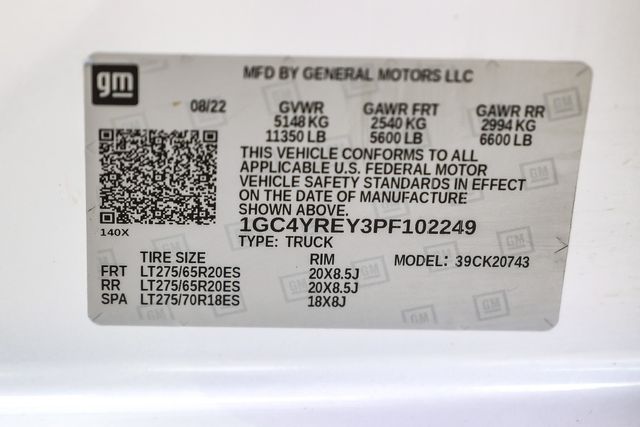 gm
MFD BY GENERAL MOTORS LLC
08/22 GVWR GAWR FRT GAWR RR
5148 KG 2540 KG 2994 KG
11350 LB 5600 LB 6600 LB
THIS VEHICLE CONFORMS TO ALL
APPLICABLE U.S. FEDERAL MOTOR
VEHICLE SAFETY STANDARDS IN EFFECT
ON THE DATE OF MANUFACTURE
SHOWN ABOVE.
1GC4YREY3PF102249
140X
TYPE: TRUCK
TIRE SIZE RIM MODEL: 39CK20743
FRT LT275/65R20ES 20X8.5J
RR LT275/65R20ES 20X8.5J
SPA LT275/70R18ES 18X8J